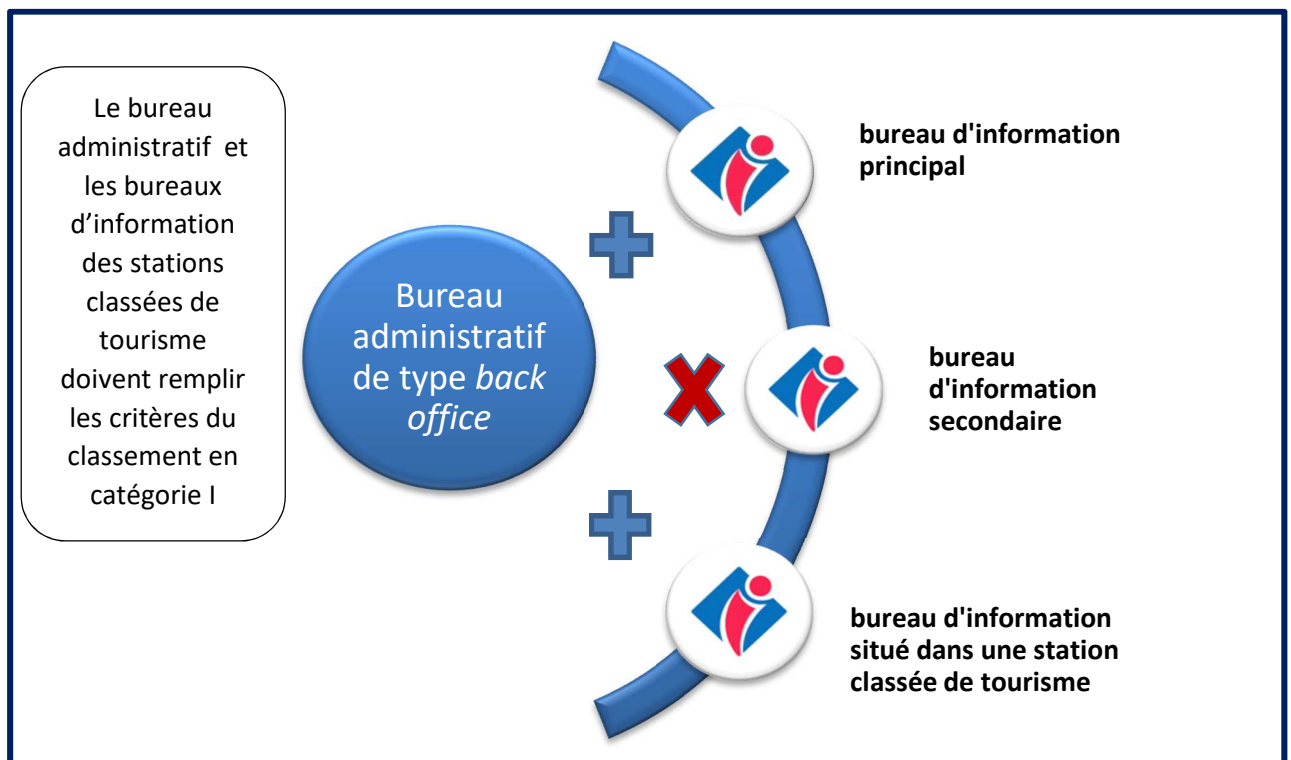 Le bureau
administratif et
les bureaux
d’information
des stations
classées de
tourisme
doivent remplir
les critères du
classement en
catégorie I
Bureau
administratif
de type back
office
bureau d'information
principal
bureau
d'information
secondaire
bureau d'information
situé dans une station
classée de tourisme